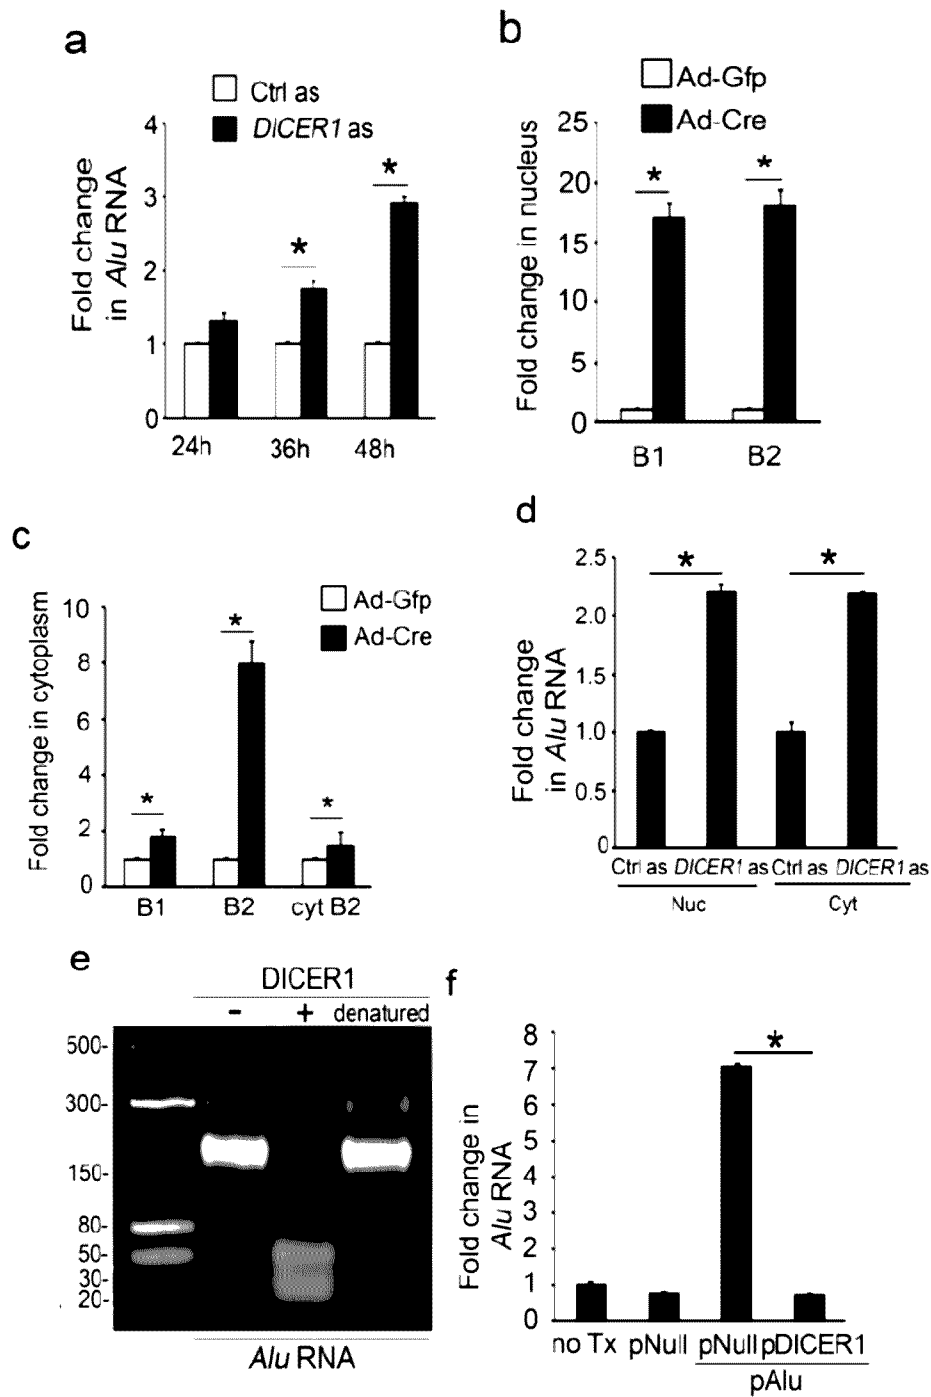 a
Ctrl as
DICER1 as
Fold change
in Alu RNA
4
3
2
1
0
*
*
24h
36h
48h
b
Ad-Gfp
Ad-Cre
Fold change in nucleus
25
20
15
10
5
0
*
*
B1
B2
c
Ad-Gfp
Ad-Cre
Fold change in cytoplasm
10
8
6
4
2
0
*
*
*
B1
B2
cyt B2
d
Fold change
in Alu RNA
2.5
2.0
1.5
1.0
0.5
0
*
*
Ctrl as DICER1 as Ctrl as DICER1 as
Nuc
Cyt
e
DICER1
- + denatured
500-
300-
150-
80-
50-
30-
20-
Alu RNA
f
Fold change in
Alu RNA
8
7
6
5
4
3
2
1
0
*
no Tx pNull pNull pDICER1
pAlu